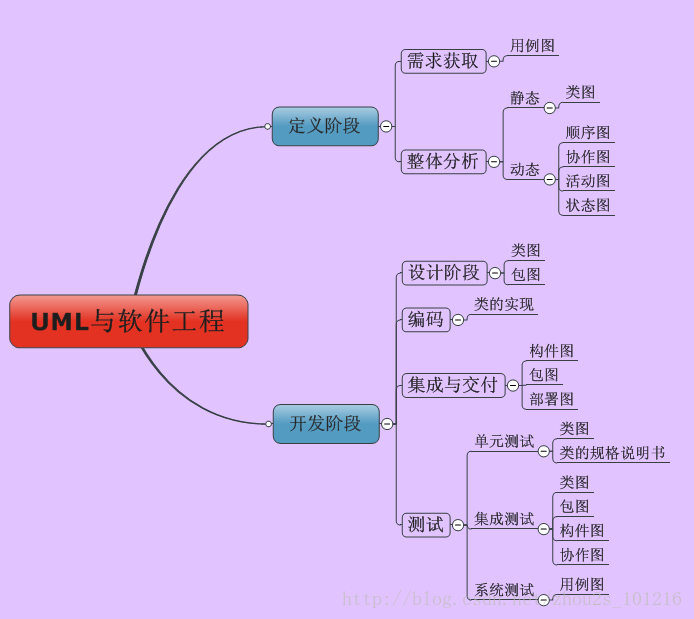 UML与软件工程
定义阶段
需求获取
用例图
整体分析
静态
类图
动态
顺序图
协作图
活动图
状态图
开发阶段
设计阶段
类图
包图
编码
类的实现
集成与交付
构件图
包图
部署图
测试
单元测试
类图
类的规格说明书
集成测试
类图
包图
构件图
协作图
系统测试
用例图